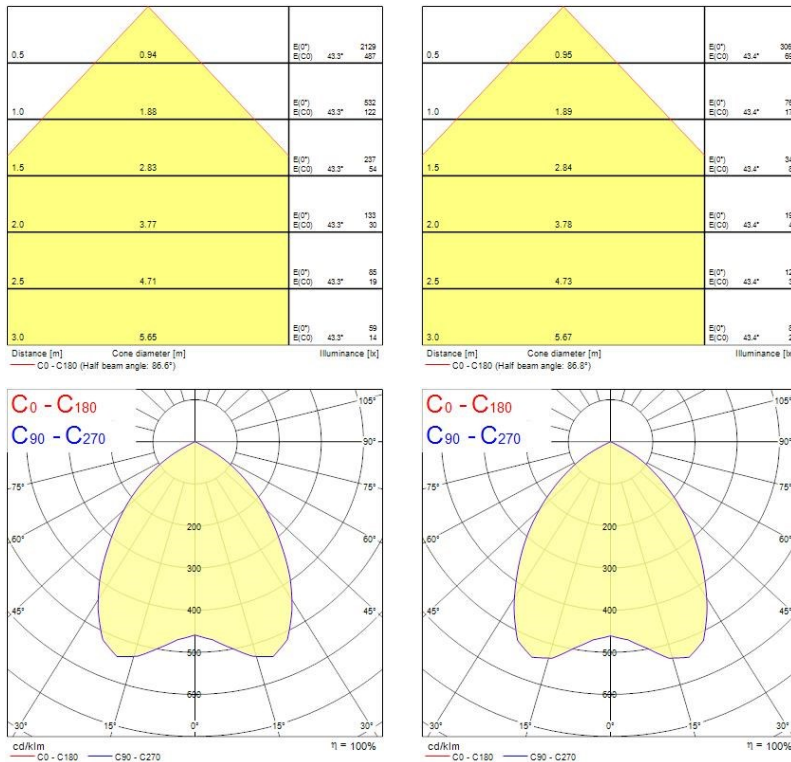 0.5 0.94 E(0°) 2129
E(C0) 43.3° 487
1.0 1.88 E(0°) 532
E(C0) 43.3° 122
1.5 2.83 E(0°) 237
E(C0) 43.3° 54
2.0 3.77 E(0°) 133
E(C0) 43.3° 30
2.5 4.71 E(0°) 85
E(C0) 43.3° 19
3.0 5.65 E(0°) 59
E(C0) 43.3° 14
Distance [m] Cone diameter [m] Illuminance [lx]
C0 - C180 (Half beam angle: 86.6°)
0.5 0.95 E(0°)
E(C0) 43.4°
1.0 1.89 E(0°)
E(C0) 43.4°
1.5 2.84 E(0°)
E(C0) 43.4°
2.0 3.78 E(0°)
E(C0) 43.4°
2.5 4.73 E(0°)
E(C0) 43.4°
3.0 5.67 E(0°)
E(C0) 43.4°
Distance [m] Cone diameter [m] Illuminance [lx]
C0 - C180 (Half beam angle: 86.8°)
C0 - C180
C90 - C270
105°
90°
75° 75°
200
60° 60°
300
45° 400 45°
500
600
30° 15° 0° 15° 30°
cd/klm η = 100%
C0 - C180 C90 - C270
C0 - C180
C90 - C270
105°
90°
75° 75°
200
60° 60°
300
45° 400 45°
500
600
30° 15° 0° 15° 30°
cd/klm η = 100%
C0 - C180 C90 - C270